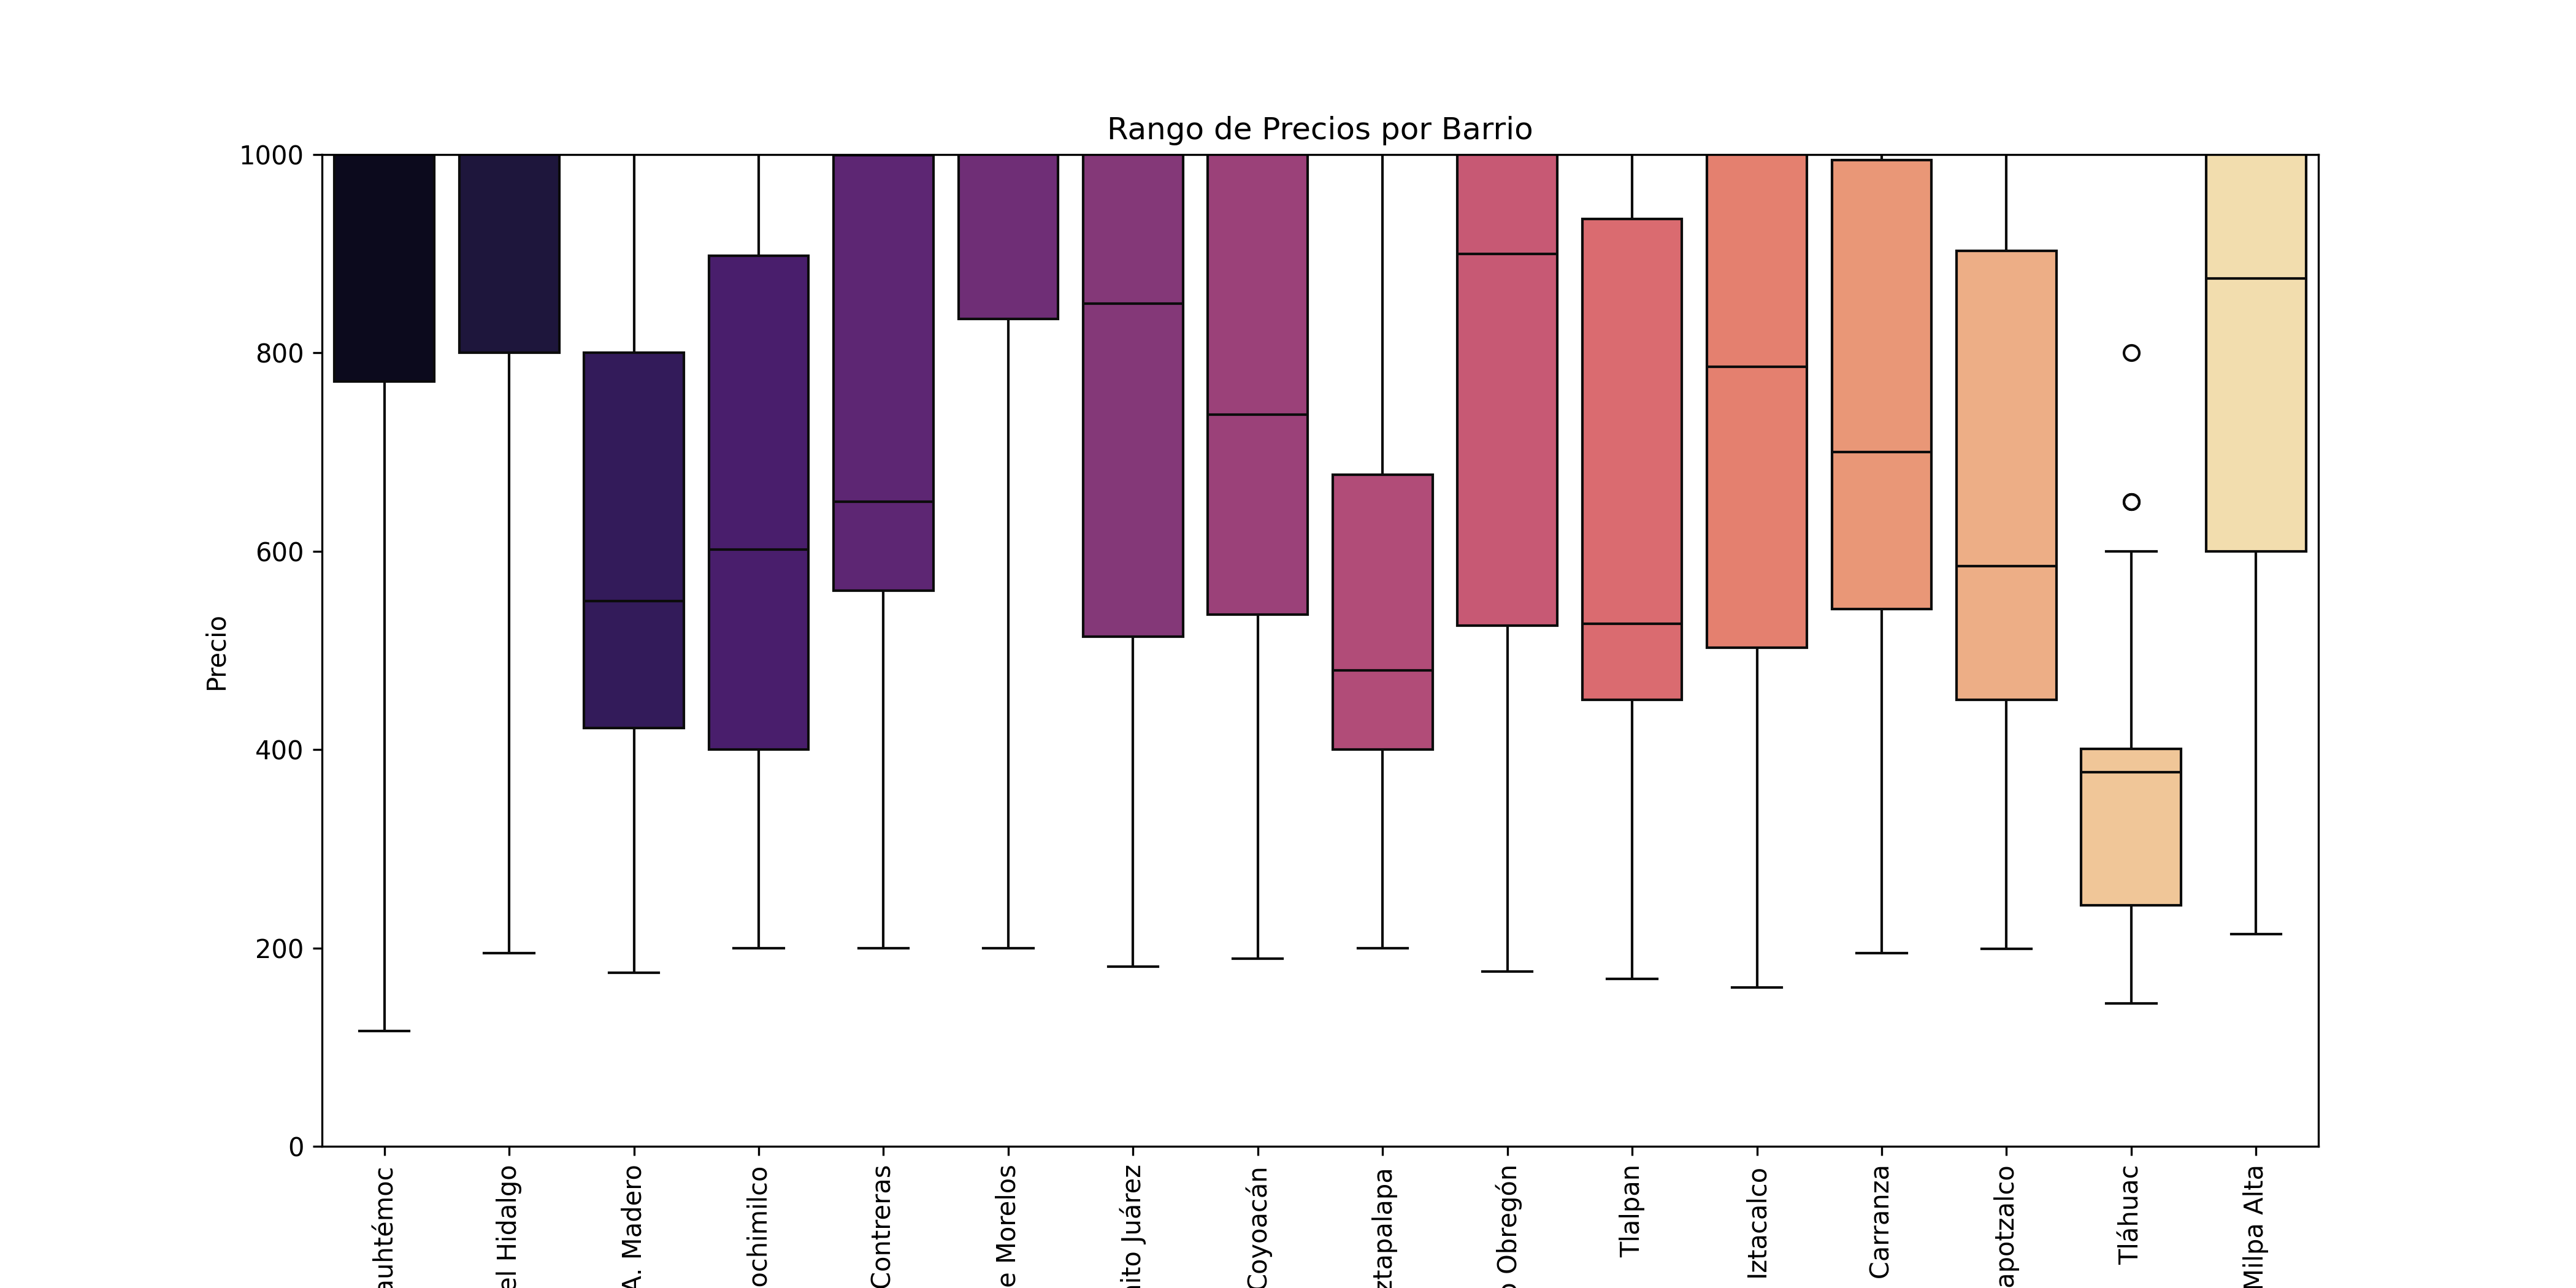 Rango de Precios por Barrio
1000
800
600
400
200
0
Precio
auhtémoc
el Hidalgo
A. Madero
ochimilco
Contreras
e Morelos
ito Juárez
Coyoacán
ztapalapa
o Obregón
Tlalpan
Iztacalco
Carranza
apotzalco
Tláhuac
Milpa Alta